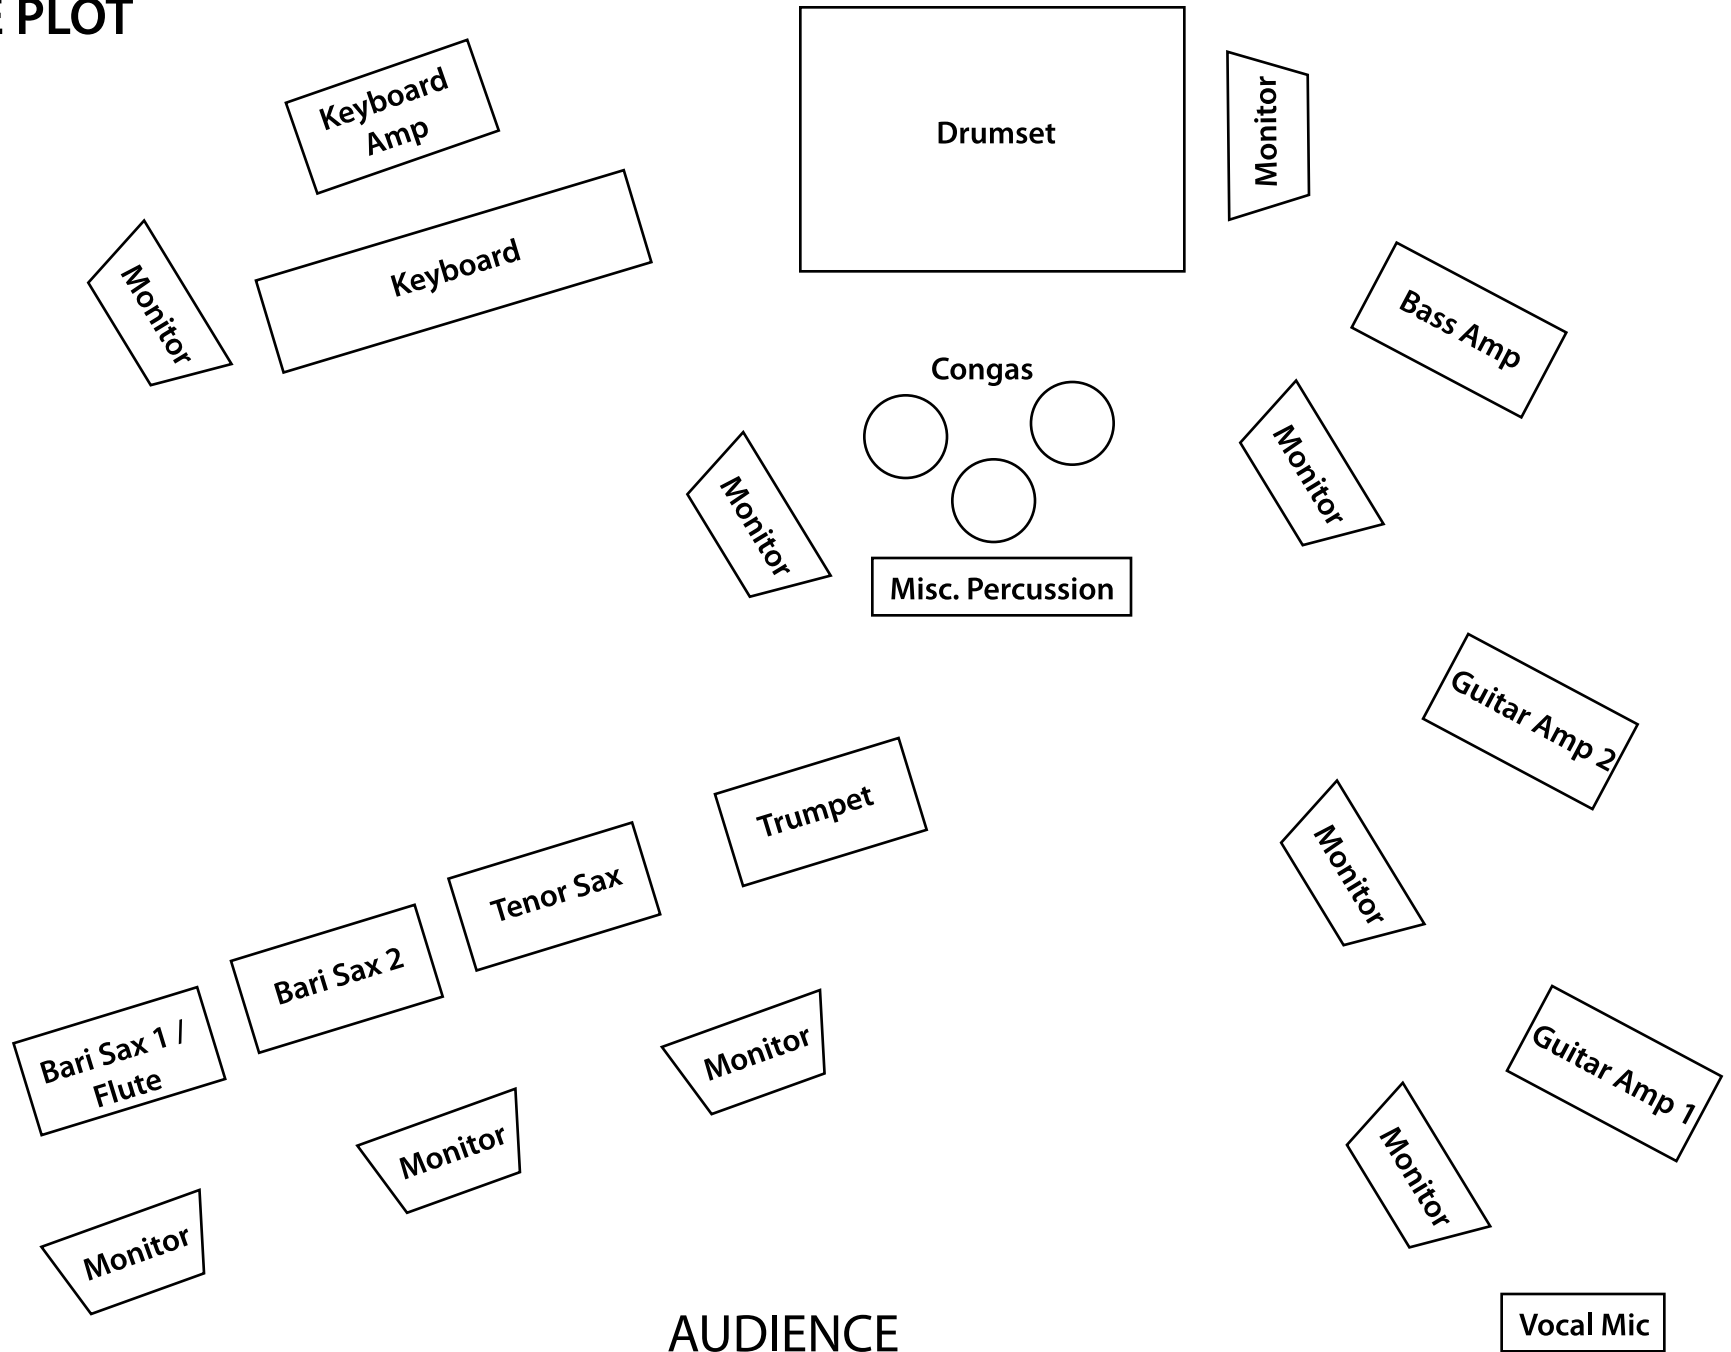 E PLOT
Keyboard
Amp
Drumset
Monitor
Keyboard
Monitor
Bass Amp
Congas
Monitor
Monitor
Misc. Percussion
Guitar Amp 2
Trumpet
Monitor
Tenor Sax
Bari Sax 2
Bari Sax 1 /
Flute
Monitor
Guitar Amp 1
Monitor
Monitor
Monitor
Vocal Mic
AUDIENCE